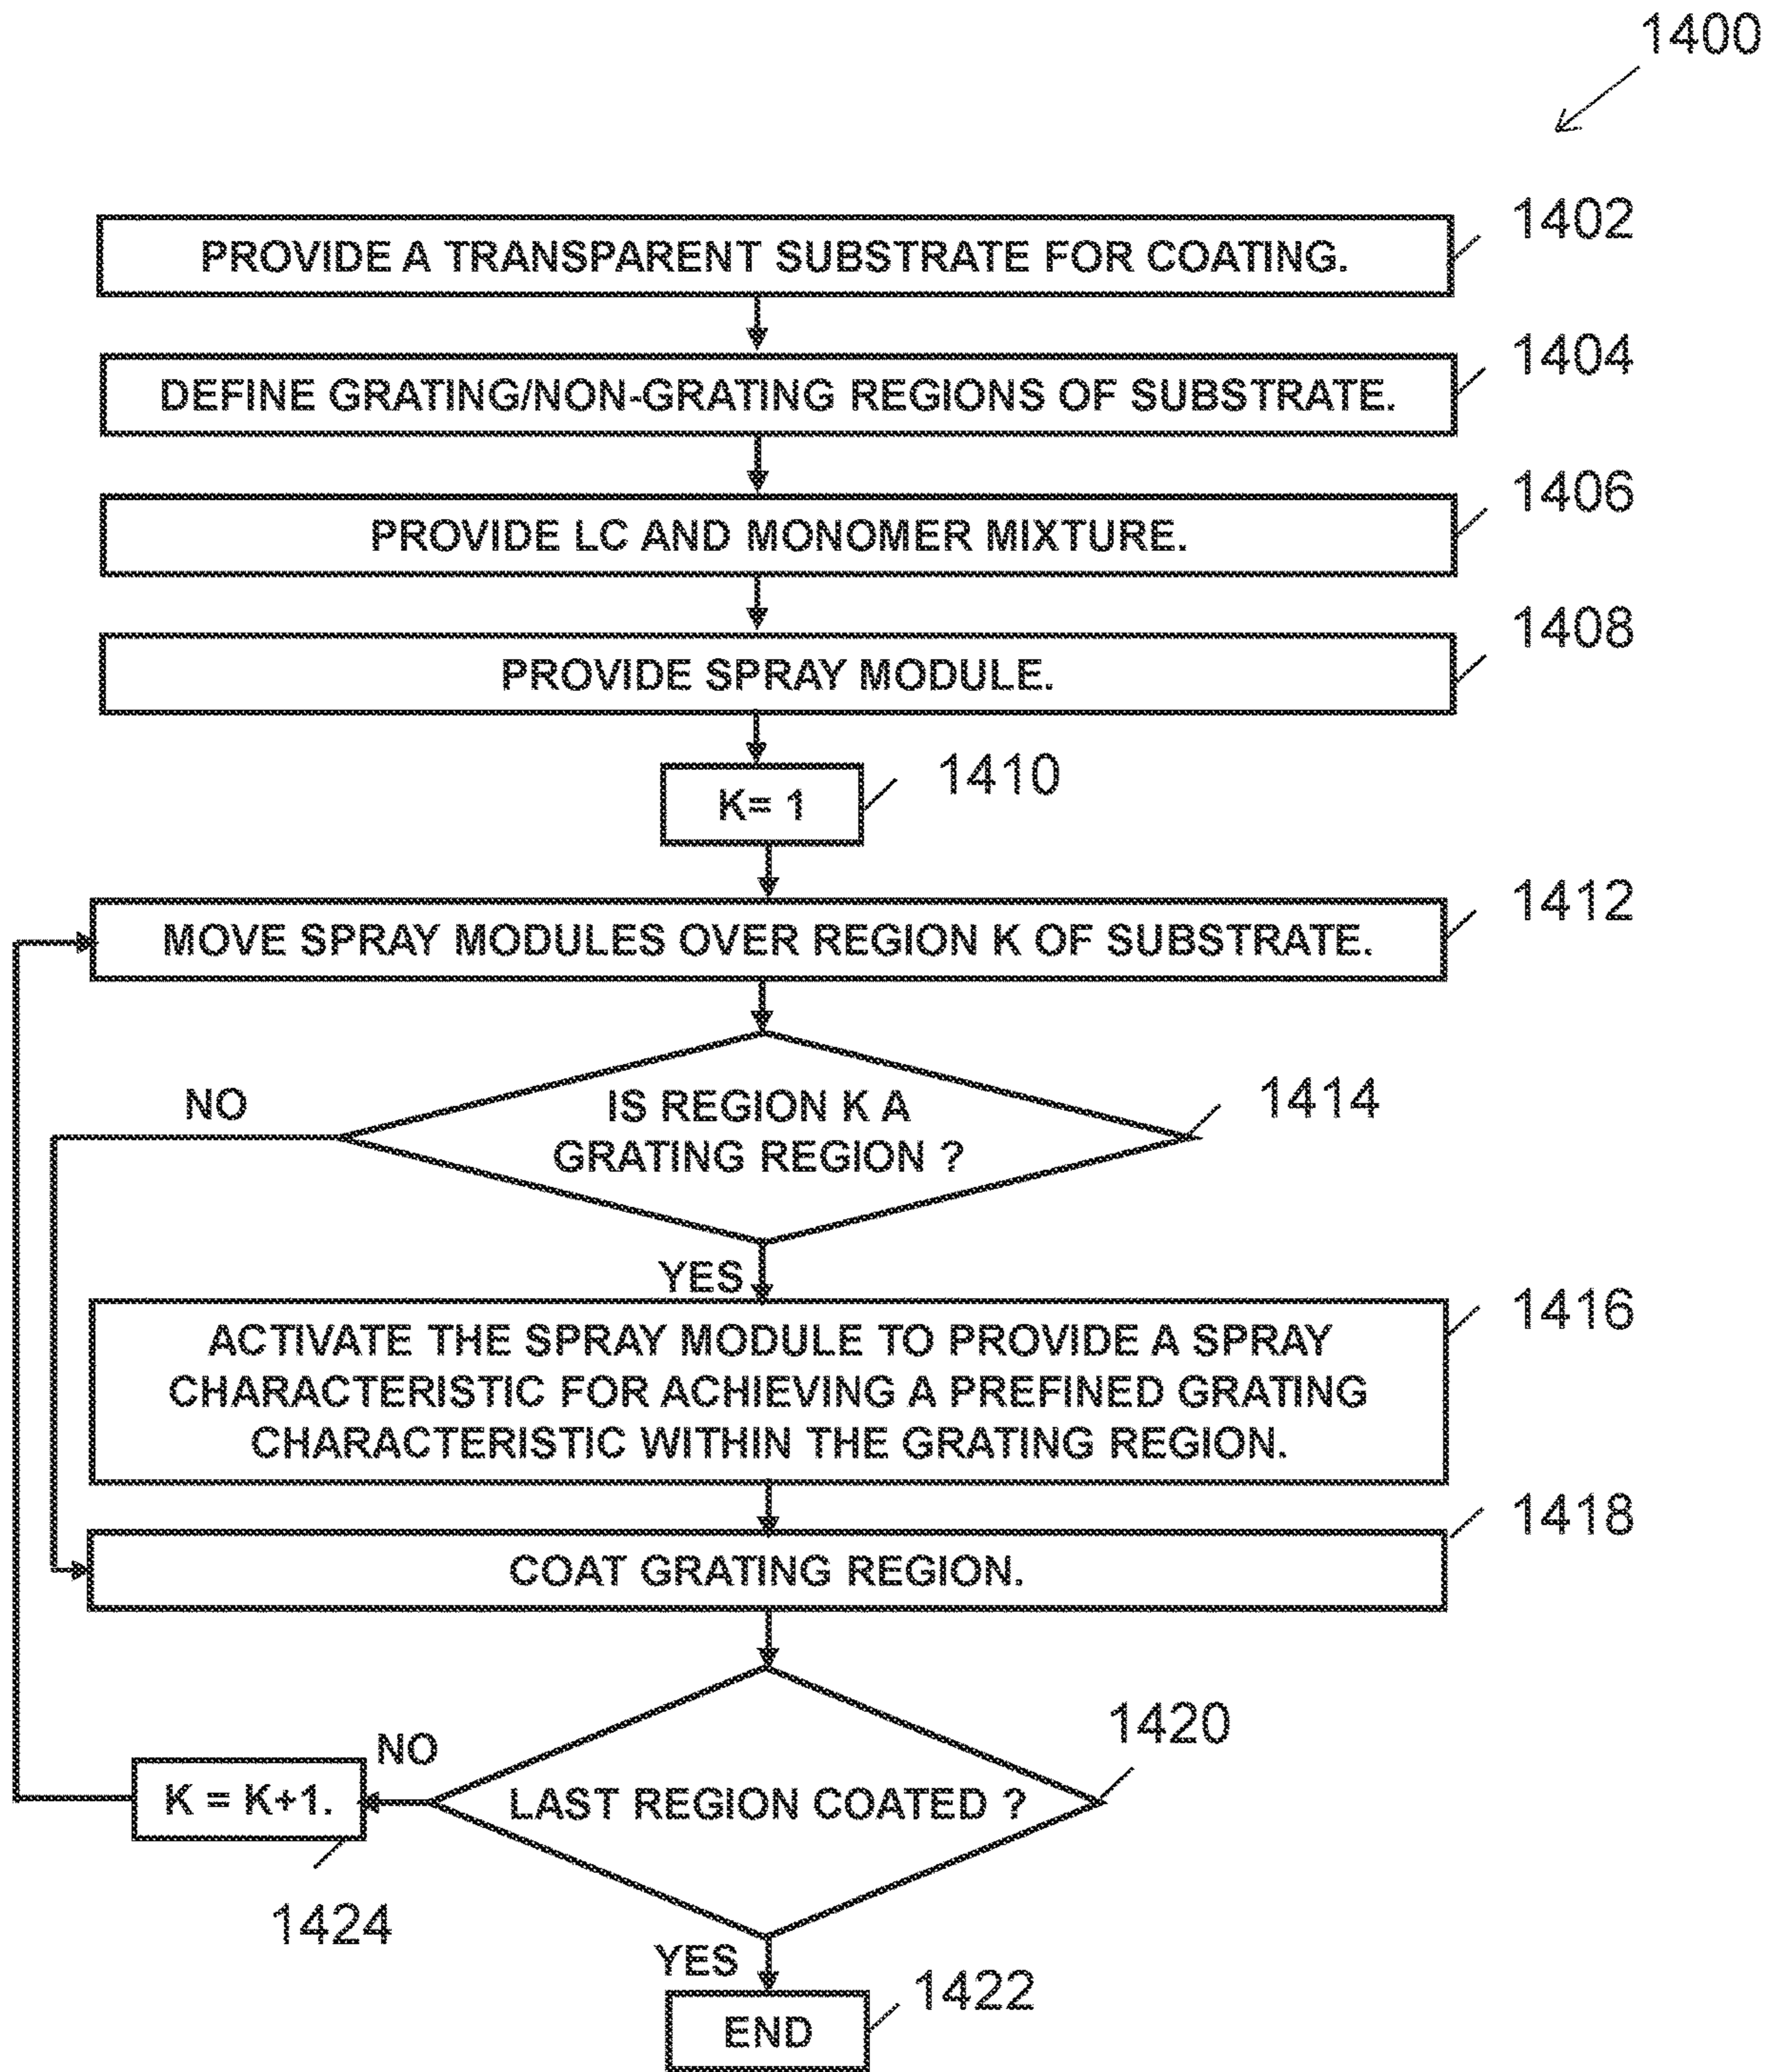 1400
PROVIDE A TRANSPARENT SUBSTRATE FOR COATING.
1402
DEFINE GRATING/NON-GRATING REGIONS OF SUBSTRATE.
1404
PROVIDE LC AND MONOMER MIXTURE.
1406
PROVIDE SPRAY MODULE.
1408
K= 1
1410
MOVE SPRAY MODULES OVER REGION K OF SUBSTRATE.
1412
NO
IS REGION K A
GRATING REGION ?
1414
YES
ACTIVATE THE SPRAY MODULE TO PROVIDE A SPRAY
CHARACTERISTIC FOR ACHIEVING A PREFINED GRATING
CHARACTERISTIC WITHIN THE GRATING REGION.
1416
COAT GRATING REGION.
1418
LAST REGION COATED ?
1420
NO
K = K+1.
1424
YES
END
1422